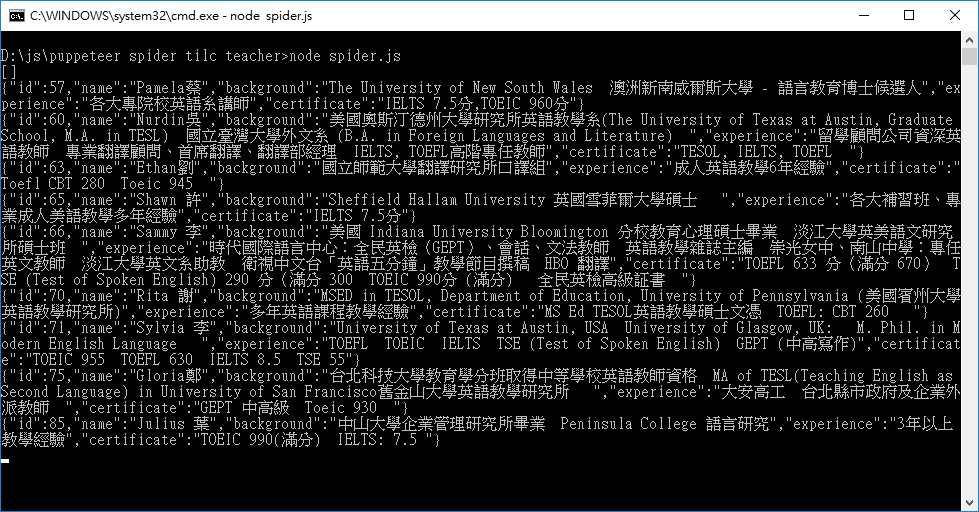 C:\WINDOWS\system32\cmd.exe - node  spider.js
D:\js\puppeteer spider tilc teacher>node spider.js
[]
{"id":57,"name":"Pamela蔡","background":"The University of New South Wales  澳洲新南威爾斯大學 - 語言教育博士候選人","ex
perience":"各大專院校英語系講師","certificate":"IELTS 7.5分,TOEIC 960分"}
{"id":60,"name":"Nurdin吳","background":"美國奧斯汀德州大學研究所英語教學系(The University of Texas at Austin, Graduate
School, M.A. in TESL)  國立臺灣大學外文系 (B.A. in Foreign Languages and Literature)  ","experience":"留學顧問公司資深英
語教師  專業翻譯顧問、首席翻譯、翻譯部經理  IELTS, TOEFL高階專任教師","certificate":"TESOL, IELTS, TOEFL  "}
{"id":63,"name":"Ethan劉","background":"國立師範大學翻譯研究所口譯組","experience":"成人英語教學6年經驗","certificate":"
Toefl CBT 280  Toeic 945  "}
{"id":65,"name":"Shawn 許","background":"Sheffield Hallam University 英國雪菲爾大學碩士   ","experience":"各大補習班、專
業成人美語教學多年經驗","certificate":"IELTS 7.5分"}
{"id":66,"name":"Sammy 李","background":"美國 Indiana University Bloomington 分校教育心理碩士畢業  淡江大學英美語文研究
所碩士班  ","experience":"時代國際語言中心：全民英檢（GEPT）、會話、文法教師  英語教學雜誌主編  崇光女中、南山中學：專任
英文教師  淡江大學英文系助教  衛視中文台「英語五分鐘」教學節目撰稿  HBO 翻譯","certificate":"TOEFL 633 分（滿分 670）  T
SE (Test of Spoken English) 290 分（滿分 300  TOEIC 990分（滿分）  全民英檢高級証書  "}
{"id":70,"name":"Rita 謝","background":"MSED in TESOL, Department of Education, University of Pennsylvania (美國賓州大學
英語教學研究所)","experience":"多年英語課程教學經驗","certificate":"MS Ed TESOL英語教學碩士文憑  TOEFL: CBT 260   "}
{"id":71,"name":"Sylvia 李","background":"University of Texas at Austin, USA  University of Glasgow, UK:   M. Phil. in M
odern English Language   ","experience":"TOEFL  TOEIC  IELTS  TSE (Test of Spoken English)  GEPT (中高寫作)","certificat
e":"TOEIC 955  TOEFL 630  IELTS 8.5  TSE 55"}
{"id":75,"name":"Gloria鄭","background":"台北科技大學教育學分班取得中等學校英語教師資格  MA of TESL(Teaching English as
Second Language) in University of San Francisco舊金山大學英語教學研究所   ","experience":"大安高工  台北縣市政府及企業外
派教師  ","certificate":"GEPT 中高級  Toeic 930  "}
{"id":85,"name":"Julius 葉","background":"中山大學企業管理研究所畢業  Peninsula College 語言研究","experience":"3年以上
教學經驗","certificate":"TOEIC 990(滿分)  IELTS: 7.5 "}